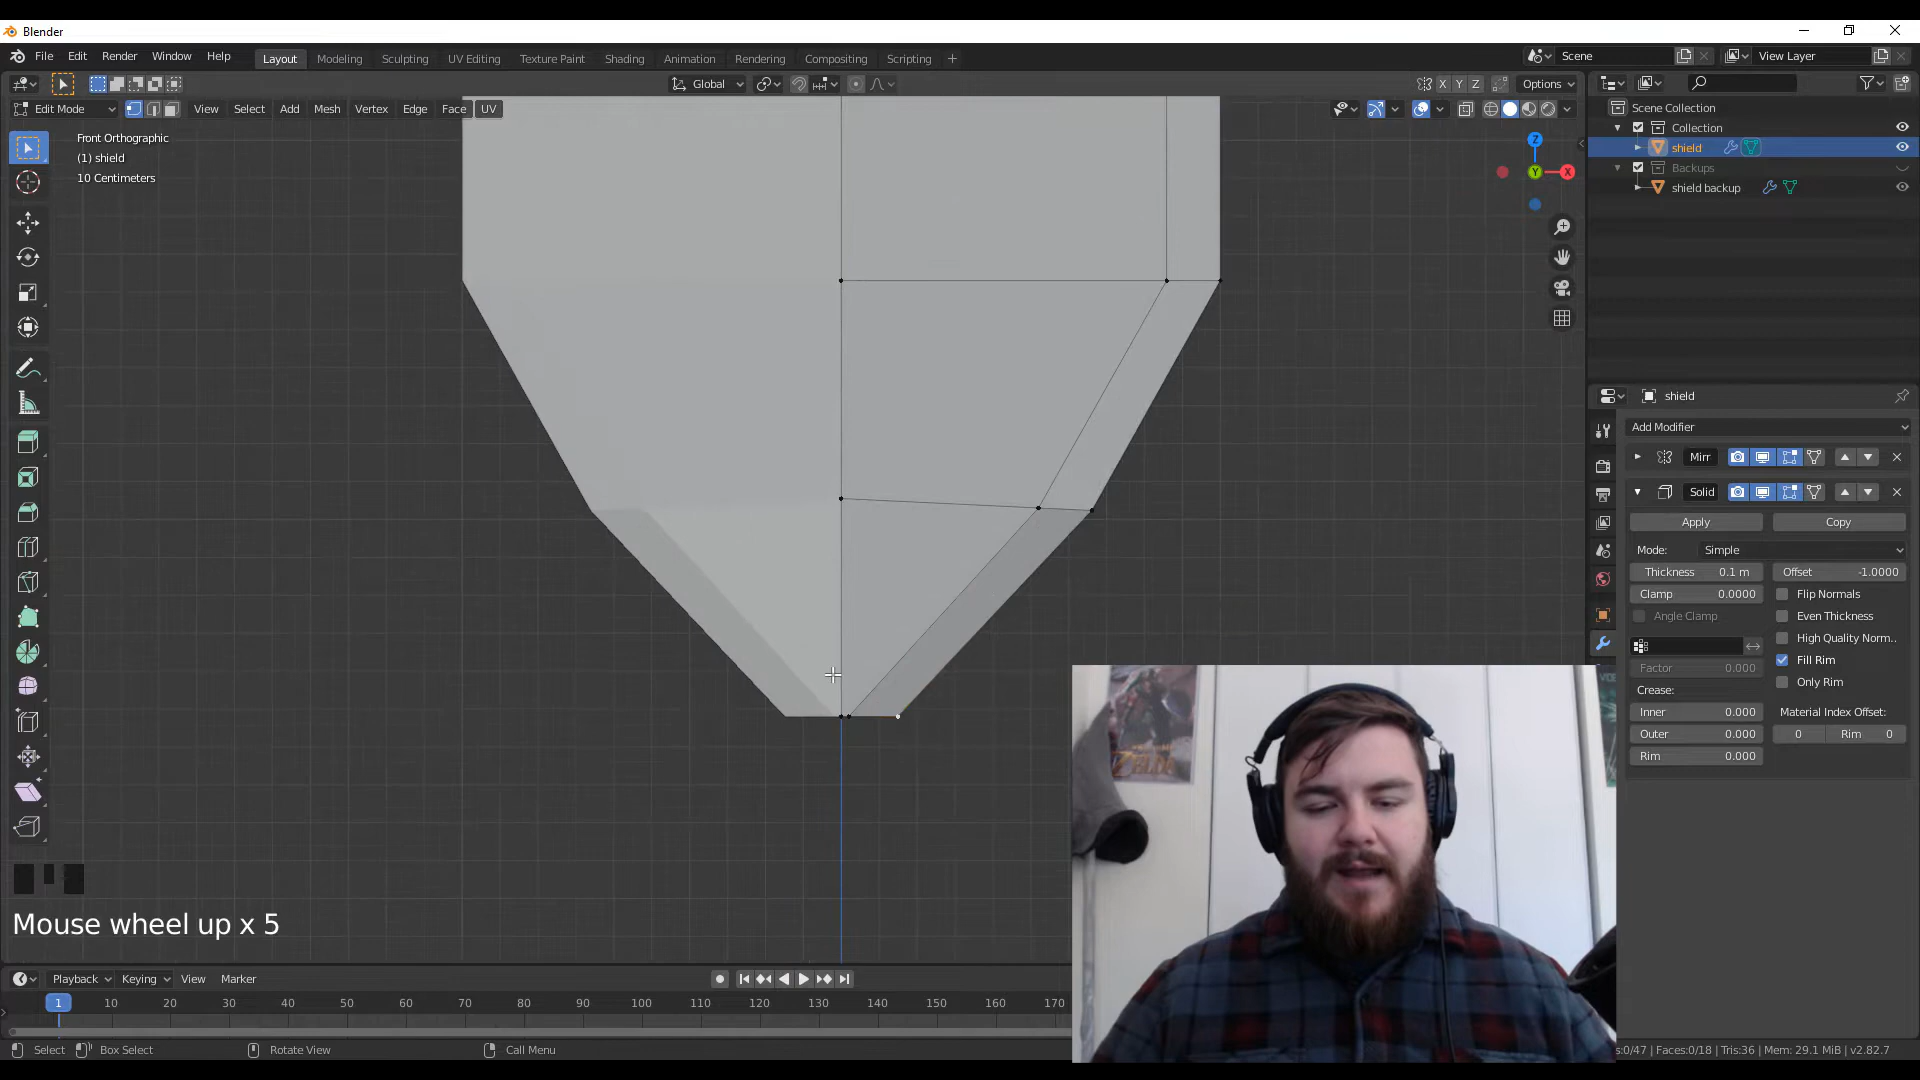 Blender
File Edit Render Window Help Layout Modeling Sculpting UV Editing Texture Paint Shading Animation Rendering Compositing Scripting + Scene View Layer
Global X Y Z Options
Edit Mode View Select Add Mesh Vertex Edge Face UV
Front Orthographic
(1) shield
10 Centimeters
Z
Y
X
Scene Collection
Collection
shield
Backups
shield backup
shield
Add Modifier
Mirr
Solid
Apply Copy
Mode: Simple
Thickness 0.1 m Offset -1.0000
Clamp 0.0000 Flip Normals
Angle Clamp Even Thickness
High Quality Norm..
Fill Rim
Factor 0.000 Only Rim
Crease:
Inner 0.000 Material Index Offset:
Outer 0.000 0 Rim 0
Rim 0.000
ZELDA
Mouse wheel up x 5
Playback Keying View Marker
1 10 20 30 40 50 60 70 80 90 100 110 120 130 140 150 160 170
Select Box Select Rotate View Call Menu
s:0/47 | Faces:0/18 | Tris:36 | Mem: 29.1 MiB | v2.82.7